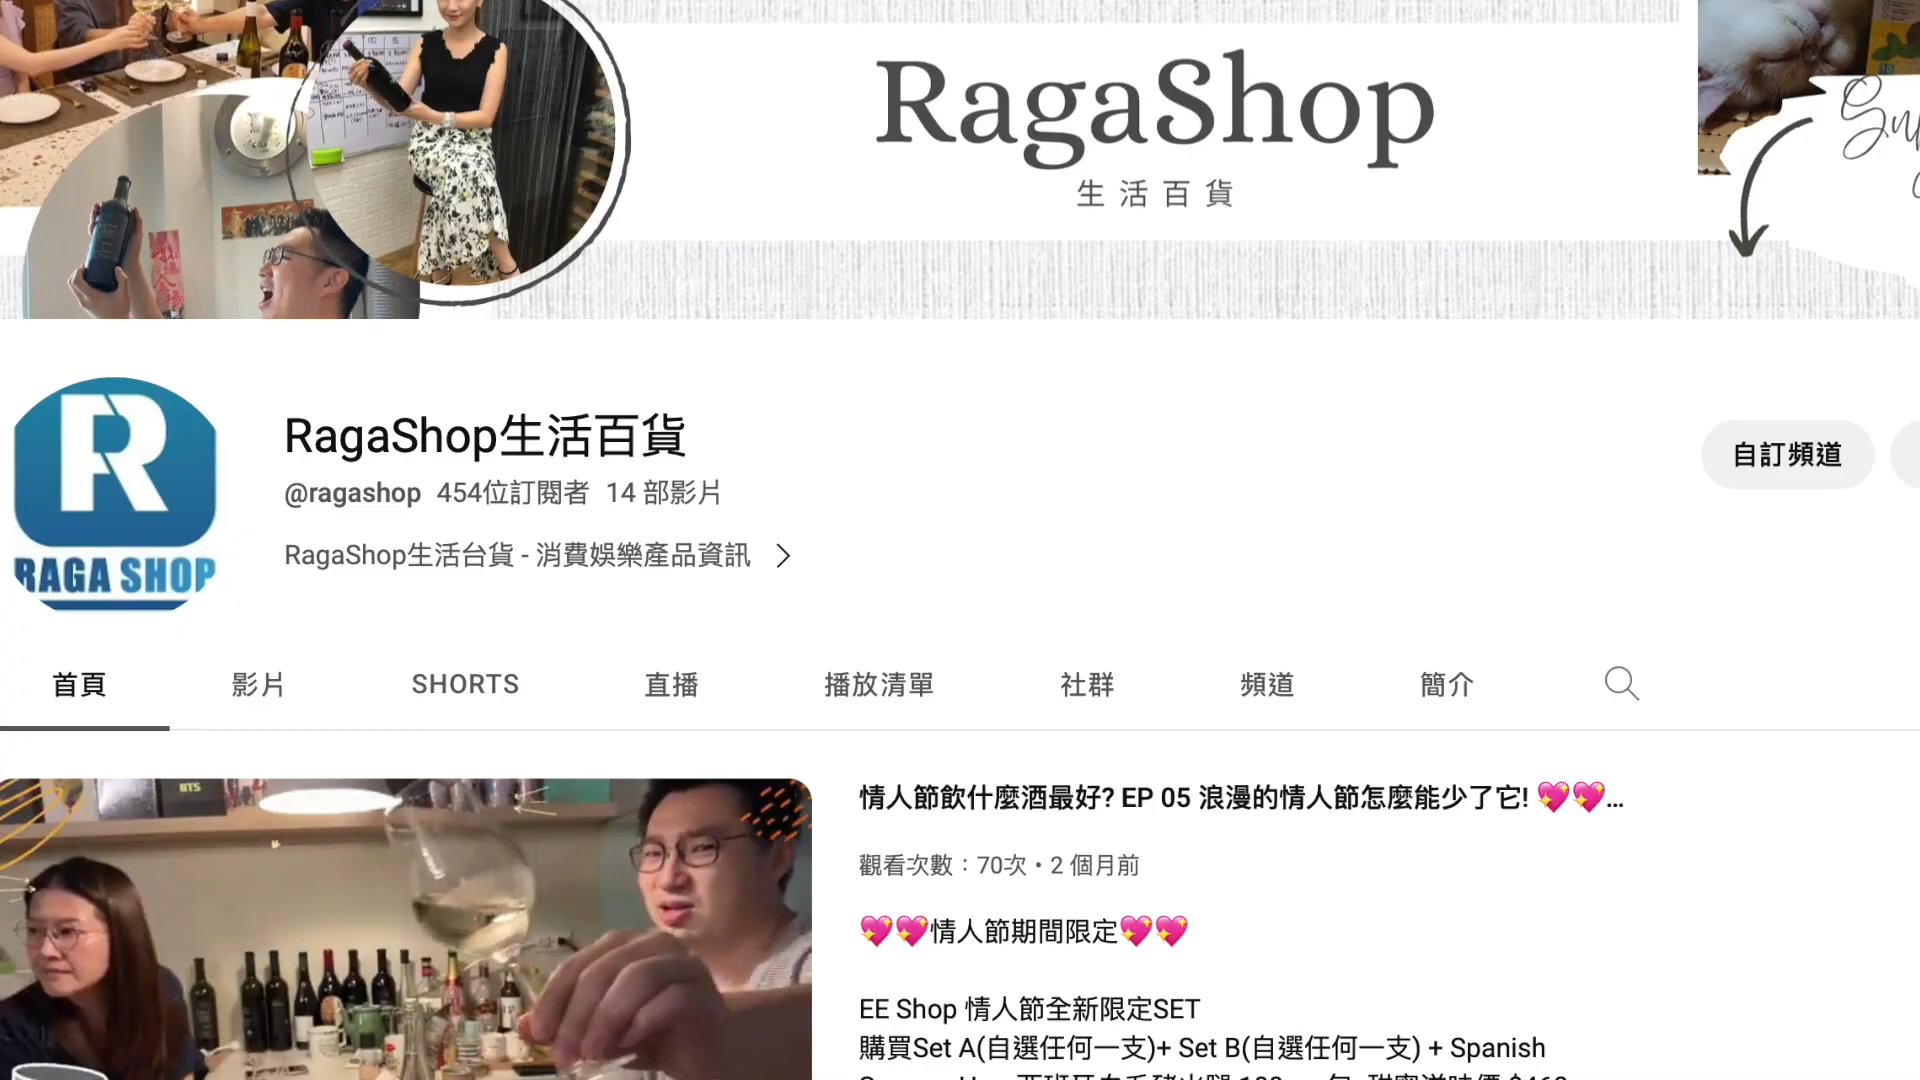 RagaShop
生活百貨
RAGA SHOP
RagaShop生活百貨
@ragashop 454位訂閱者 14 部影片
RagaShop生活台貨 - 消費娛樂產品資訊
自訂頻道
首頁 影片 SHORTS 直播 播放清單 社群 頻道 簡介
BTS
情人節飲什麼酒最好? EP 05 浪漫的情人節怎麼能少了它! 💖💖...
觀看次數：70次・2 個月前
💖💖情人節期間限定💖💖
EE Shop 情人節全新限定SET
購買Set A(自選任何一支)+ Set B(自選任何一支) + Spanish